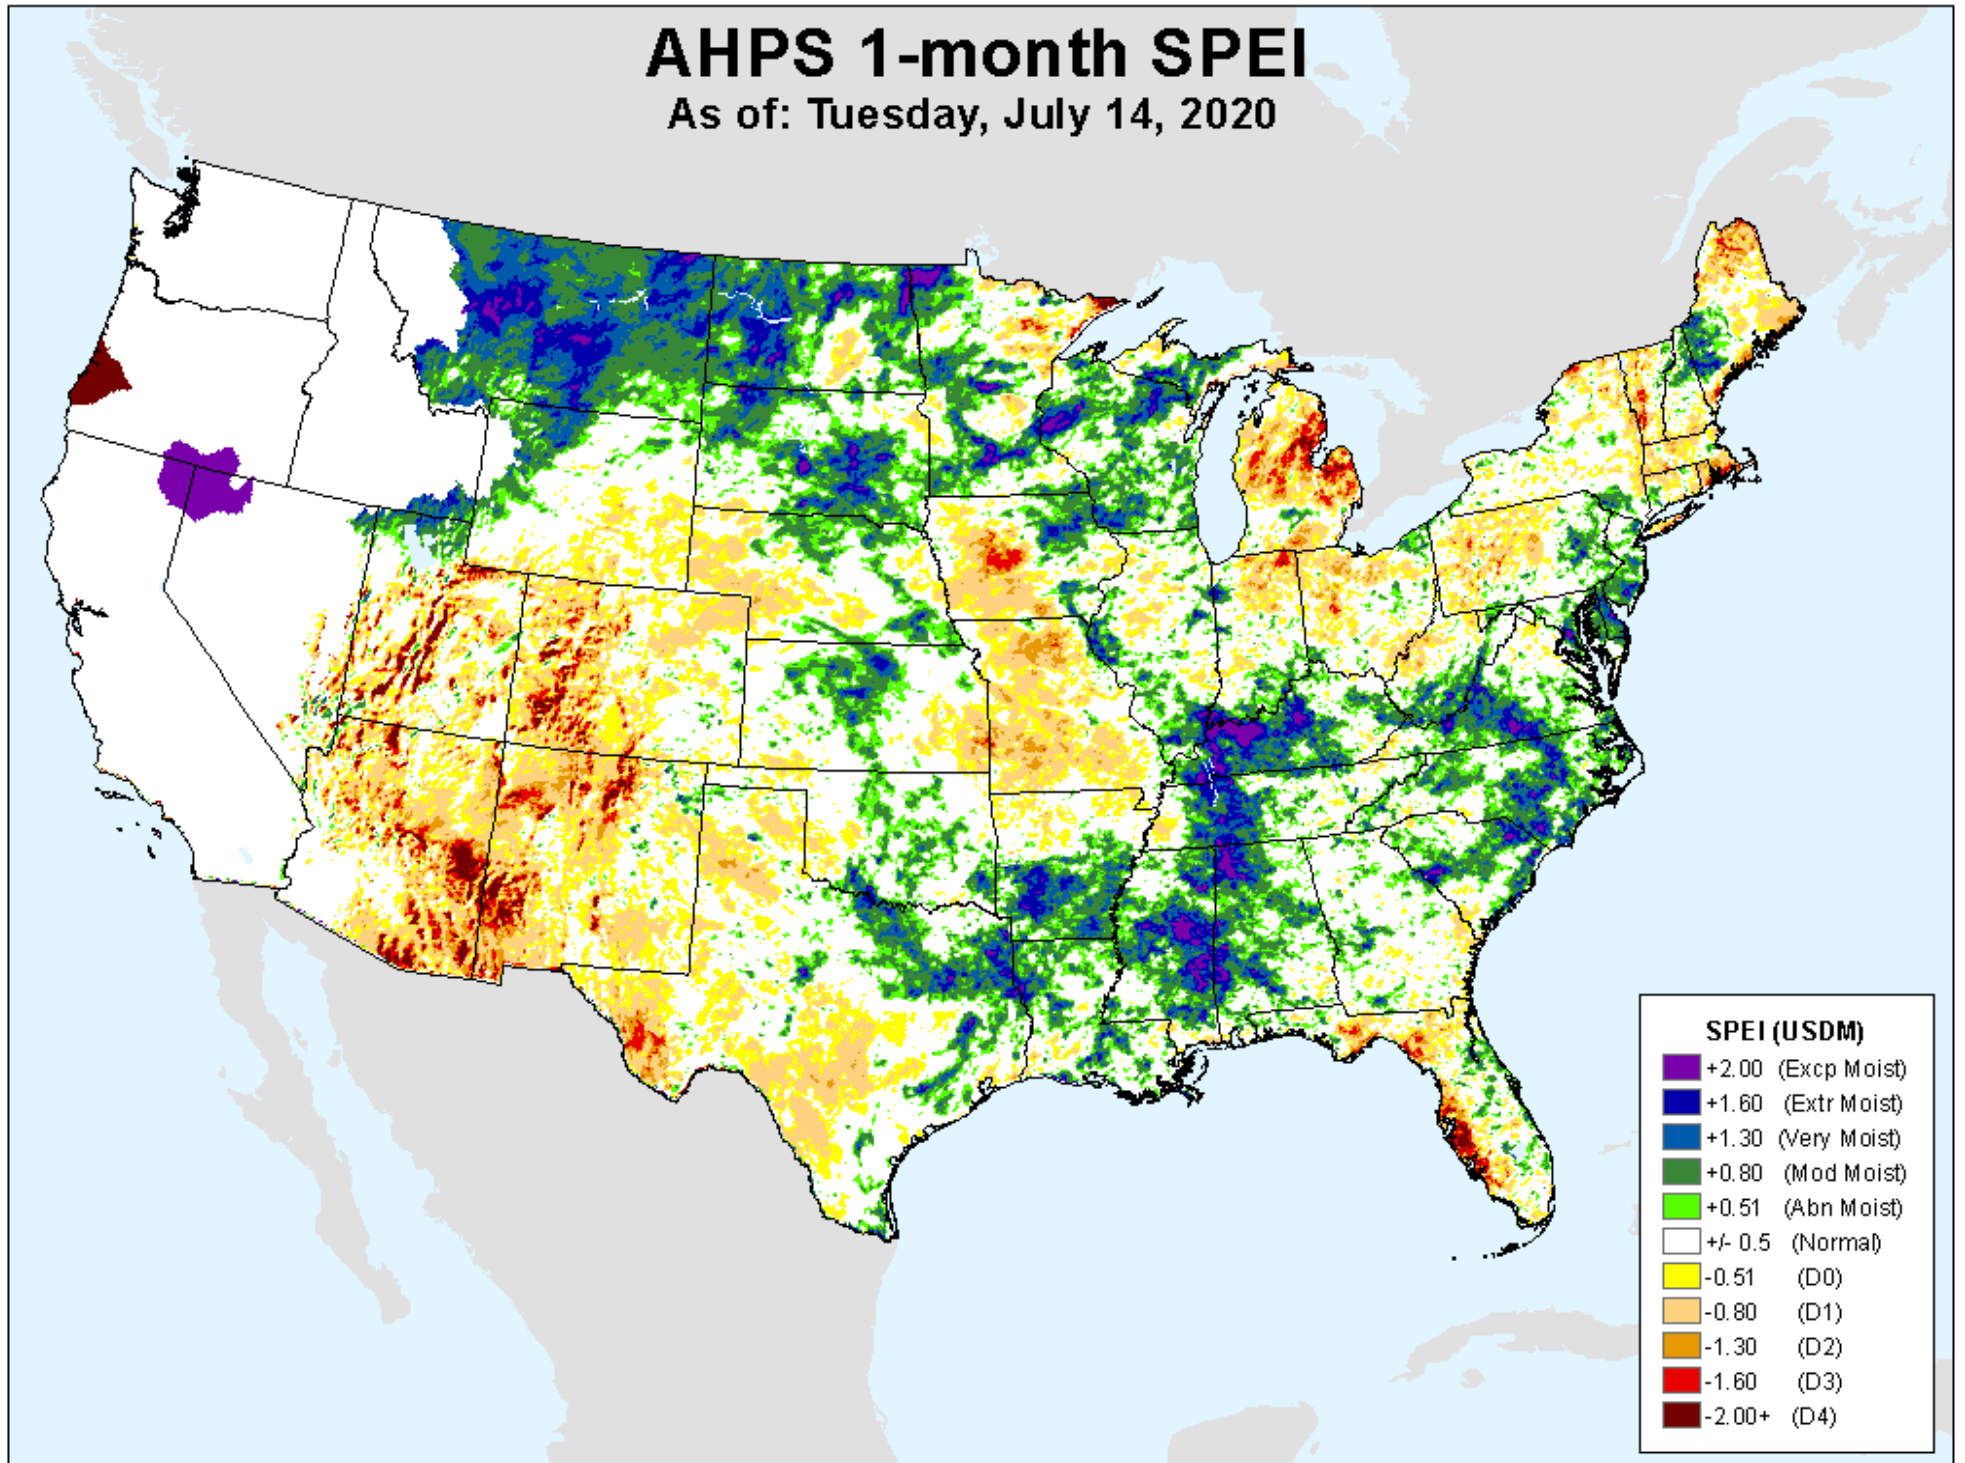 AHPS 1-month SPEI
As of: Tuesday, July 14, 2020
SPEI (USDM)
+2.00 (Excp Moist)
+1.60 (Extr Moist)
+1.30 (Very Moist)
+0.80 (Mod Moist)
+0.51 (Abn Moist)
+/- 0.5 (Normal)
-0.51 (D0)
-0.80 (D1)
-1.30 (D2)
-1.60 (D3)
-2.00+ (D4)